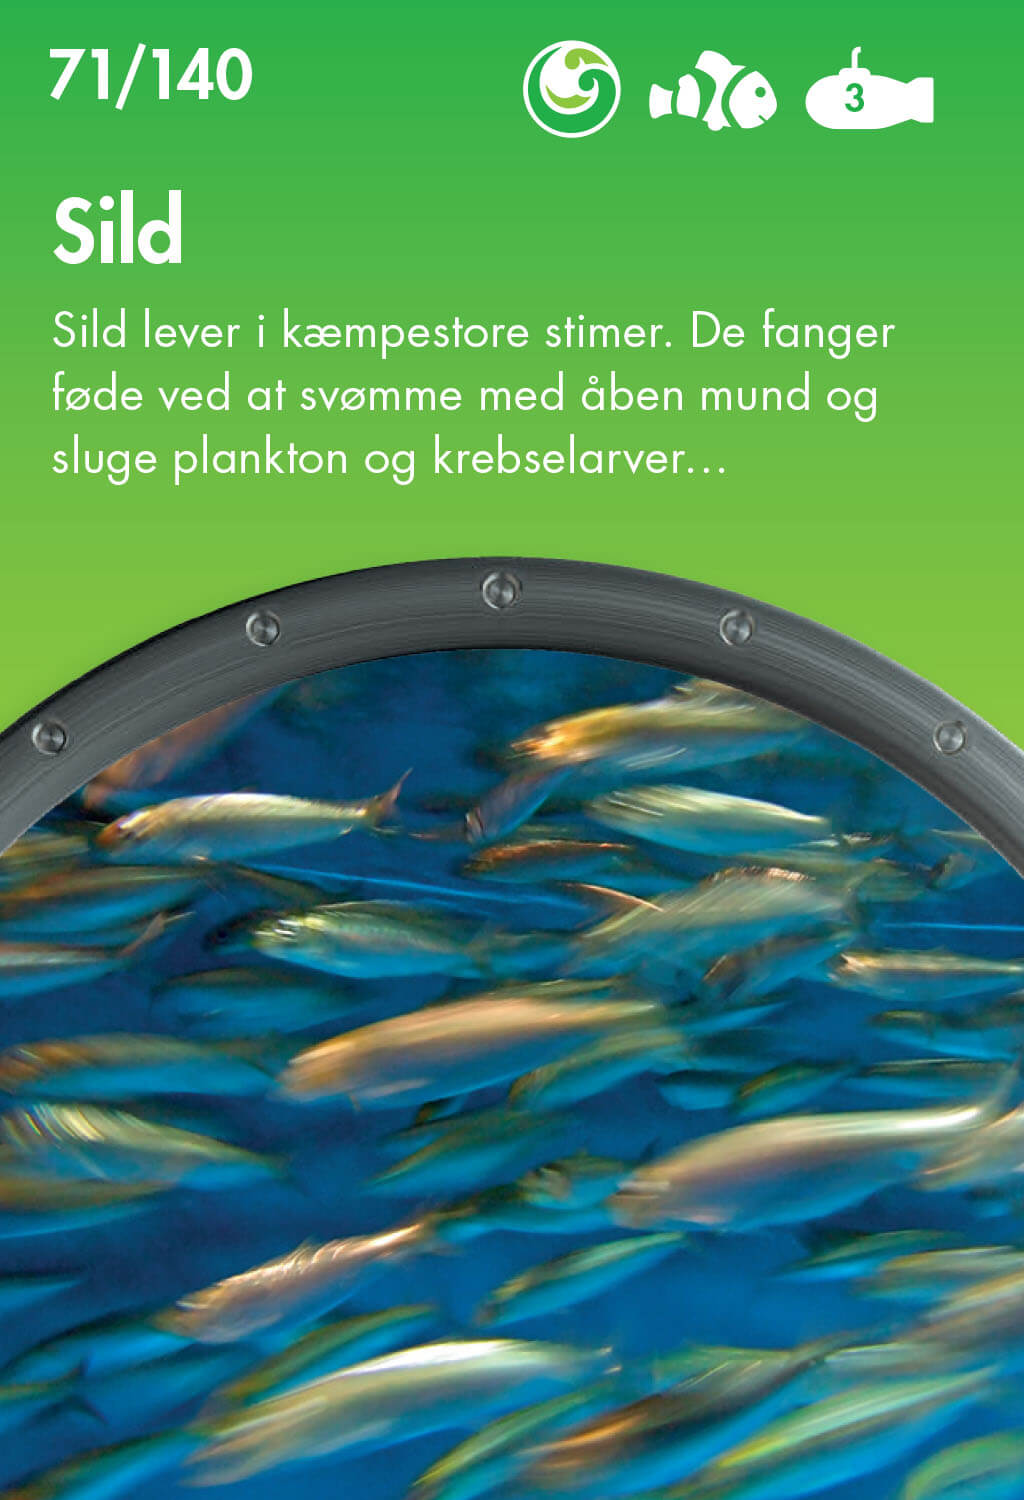 71/140
3
Sild
Sild lever i kæmpestore stimer. De fanger
føde ved at svømme med åben mund og
sluge plankton og krebselarver...